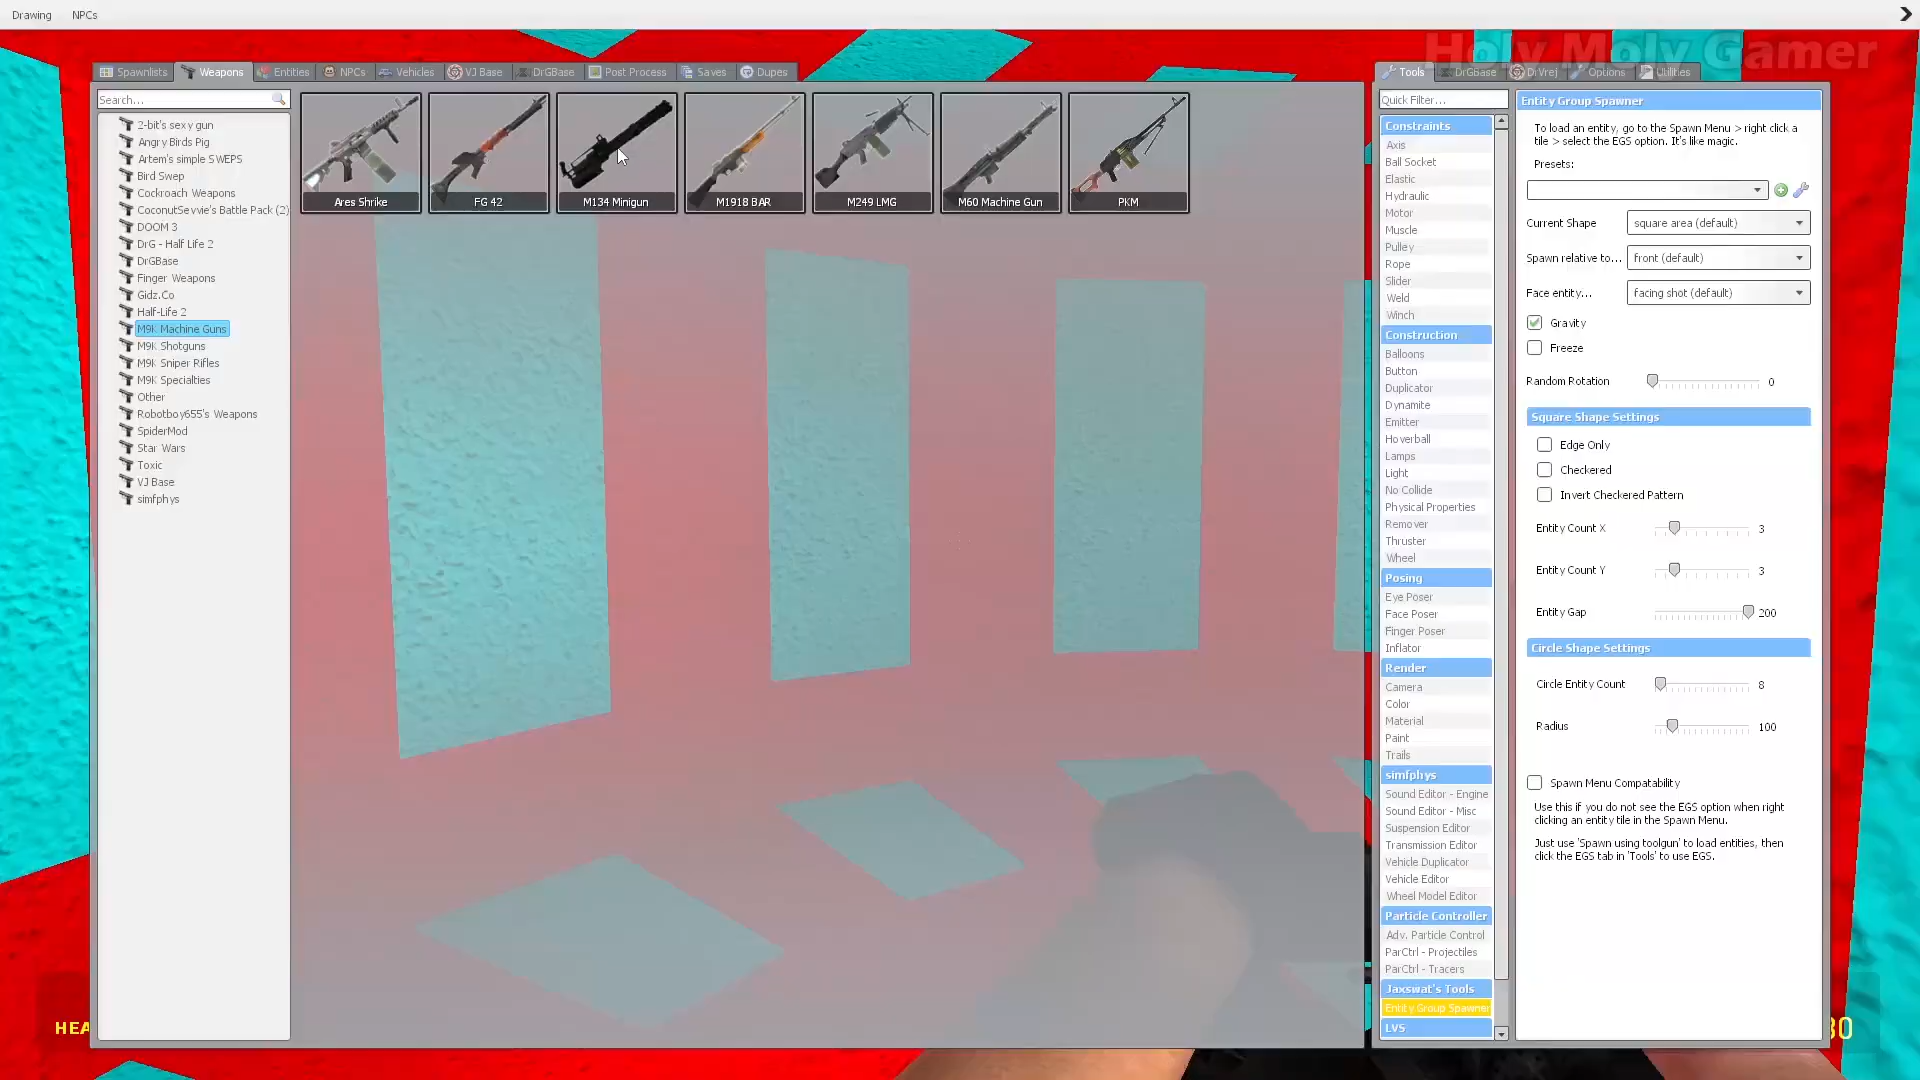 Drawing NPCs
Holy Moly Gamer
Spawnlists Weapons Entities NPCs Vehicles VJ Base DrGBase Post Process Saves Dupes
Search...
2-bit's sexy gun
Angry Birds Pig
Artem's simple SWEPS
Bird Swep
Cockroach Weapons
CoconutSevvie's Battle Pack (2)
DOOM 3
DrG - Half Life 2
DrGBase
Finger Weapons
Gidz.Co
Half-Life 2
M9K Machine Guns
M9K Shotguns
M9K Sniper Rifles
M9K Specialties
Other
Robotboy655's Weapons
SpiderMod
Star Wars
Toxic
VJ Base
simfphys
Ares Shrike
FG 42
M134 Minigun
M1918 BAR
M249 LMG
M60 Machine Gun
PKM
Tools DrGBase DrVrej Options Utilities
Quick Filter...
Constraints
Axis
Ball Socket
Elastic
Hydraulic
Motor
Muscle
Pulley
Rope
Slider
Weld
Winch
Construction
Balloons
Button
Duplicator
Dynamite
Emitter
Hoverball
Lamps
Light
No Collide
Physical Properties
Remover
Thruster
Wheel
Posing
Eye Poser
Face Poser
Finger Poser
Inflator
Render
Camera
Color
Material
Paint
Trails
simfphys
Sound Editor - Engine
Sound Editor - Misc
Suspension Editor
Transmission Editor
Vehicle Duplicator
Vehicle Editor
Wheel Model Editor
Particle Controller
Adv. Particle Control
ParCtrl - Projectiles
ParCtrl - Tracers
Jaxswat's Tools
Entity Group Spawner
LVS
Entity Group Spawner
To load an entity, go to the Spawn Menu > right click a
tile > select the EGS option. It's like magic.
Presets:
Current Shape square area (default)
Spawn relative to... front (default)
Face entity... facing shot (default)
Gravity
Freeze
Random Rotation 0
Square Shape Settings
Edge Only
Checkered
Invert Checkered Pattern
Entity Count X 3
Entity Count Y 3
Entity Gap 200
Circle Shape Settings
Circle Entity Count 8
Radius 100
Spawn Menu Compatability
Use this if you do not see the EGS option when right
clicking an entity tile in the Spawn Menu.
Just use 'Spawn using toolgun' to load entities, then
click the EGS tab in 'Tools' to use EGS.
HEA
30